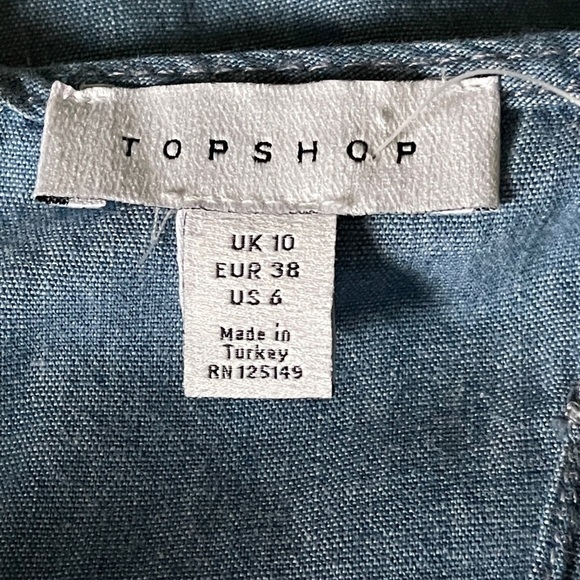 TOPSHOP
UK 10
EUR 38
US 6
Made in
Turkey
RN 125149